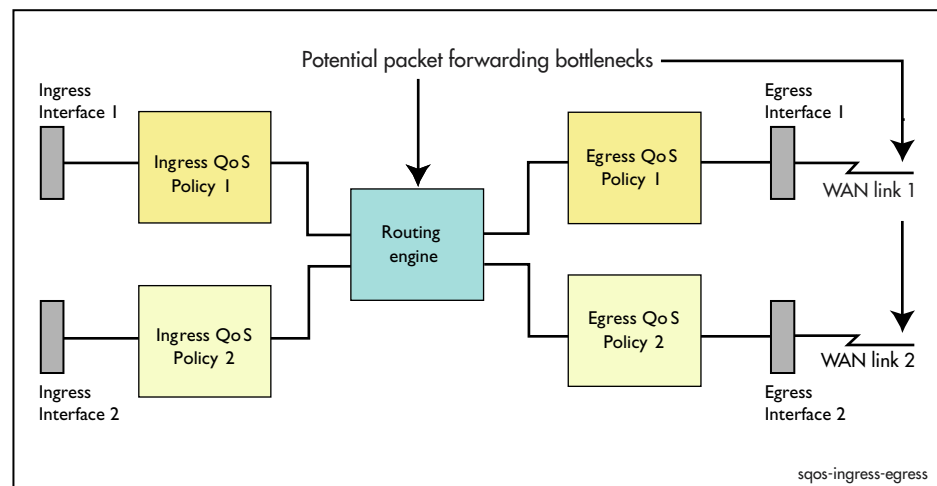 Potential packet forwarding bottlenecks
Ingress
Interface 1
Ingress QoS
Policy 1
Egress QoS
Policy 1
Egress
Interface 1
WAN link 1
Routing
engine
Ingress QoS
Policy 2
Egress QoS
Policy 2
WAN link 2
Ingress
Interface 2
Egress
Interface 2
sqos-ingress-egress